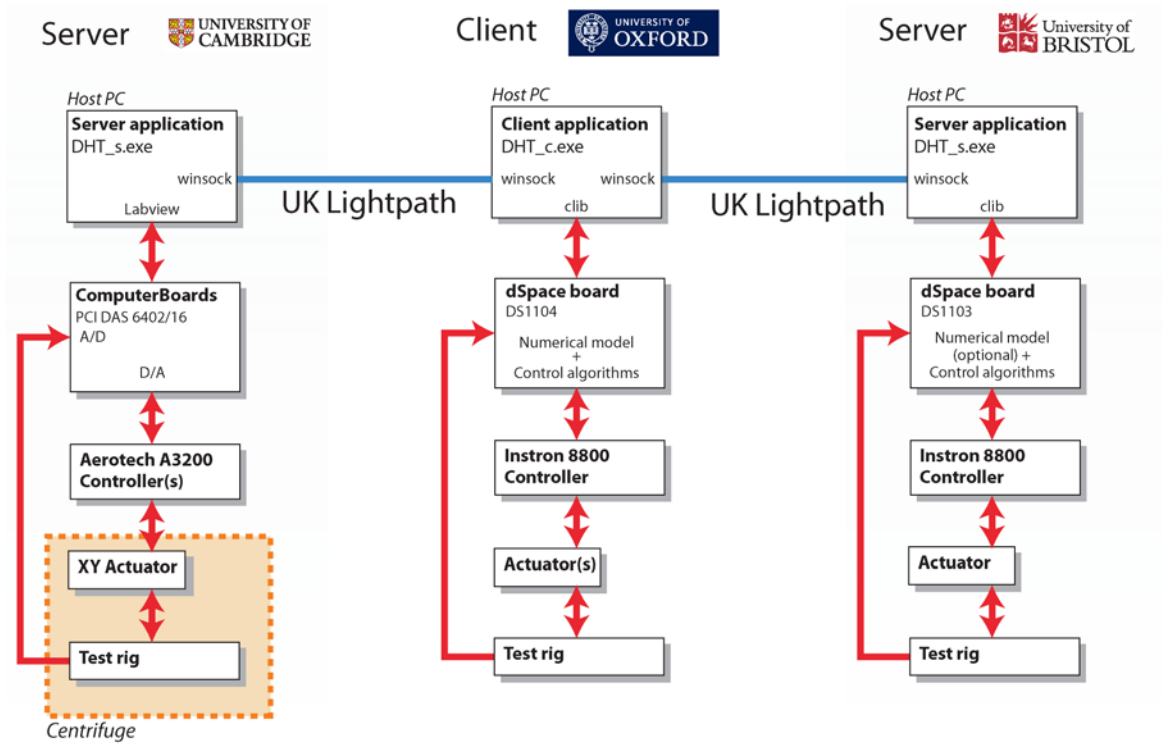 Server
UNIVERSITY OF
CAMBRIDGE
Host PC
Server application
DHT_s.exe
winsock
Labview
ComputerBoards
PCI DAS 6402/16
A/D
D/A
Aerotech A3200
Controller(s)
XY Actuator
Test rig
Centrifuge
UK Lightpath
Client
UNIVERSITY OF
OXFORD
Host PC
Client application
DHT_c.exe
winsock winsock
clib
dSpace board
DS1104
Numerical model
+
Control algorithms
Instron 8800
Controller
Actuator(s)
Test rig
UK Lightpath
Server
University of
BRISTOL
Host PC
Server application
DHT_s.exe
winsock
clib
dSpace board
DS1103
Numerical model
(optional) +
Control algorithms
Instron 8800
Controller
Actuator
Test rig